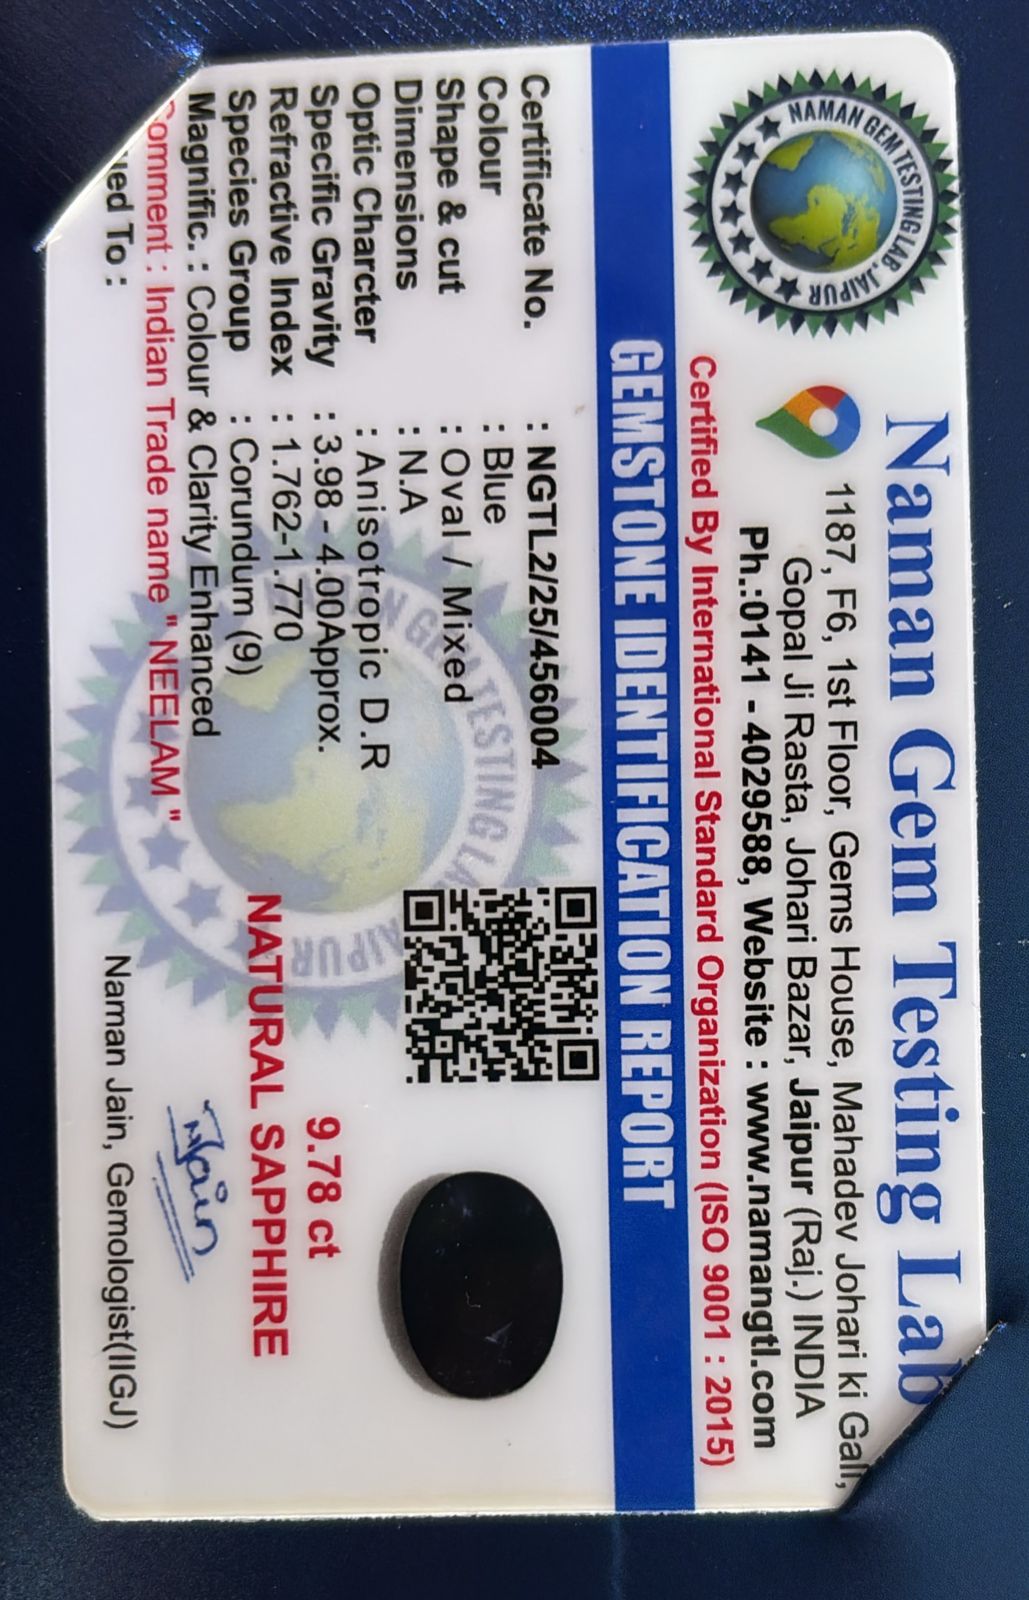 NAMAN GEM TESTING LAB JAIPUR
Naman Gem Testing Lab
1187, F6, 1st Floor, Gems House, Mahadev Johari ki Gali,
Gopal Ji Rasta, Johari Bazar, Jaipur (Raj.) INDIA
Ph.:0141 - 4029588, Website : www.namangtl.com
Certified By International Standard Organization (ISO 9001 : 2015)
GEMSTONE IDENTIFICATION REPORT
Certificate No. : NGTL2/25/456004
Colour : Blue
Shape & cut : Oval / Mixed
Dimensions : N.A
Optic Charcter : Anisotropic D.R
Specific Gravity : 3.98 - 4.00Approx.
Refractive Index : 1.762-1.770
Species Group : Corundum (9)
Magnific. : Colour & Clarity Enhanced
omment : Indian Trade name " NEELAM "
ued To :
9.78 ct
NATURAL SAPPHIRE
NJain
Naman Jain, Gemologist(IIGJ)